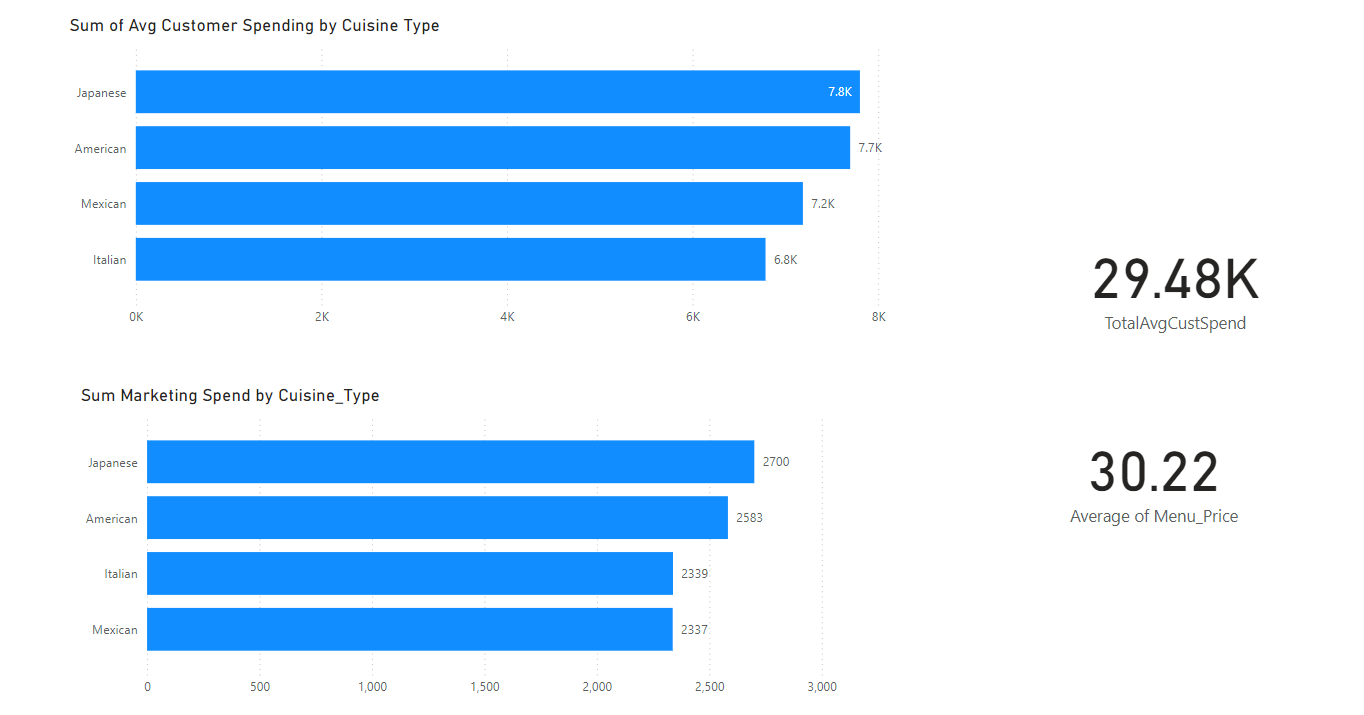 Sum of Avg Customer Spending by Cuisine Type
Japanese 7.8K
American 7.7K
Mexican 7.2K
Italian 6.8K
0K 2K 4K 6K 8K
29.48K
TotalAvgCustSpend
Sum Marketing Spend by Cuisine_Type
Japanese 2700
American 2583
Italian 2339
Mexican 2337
0 500 1,000 1,500 2,000 2,500 3,000
30.22
Average of Menu_Price